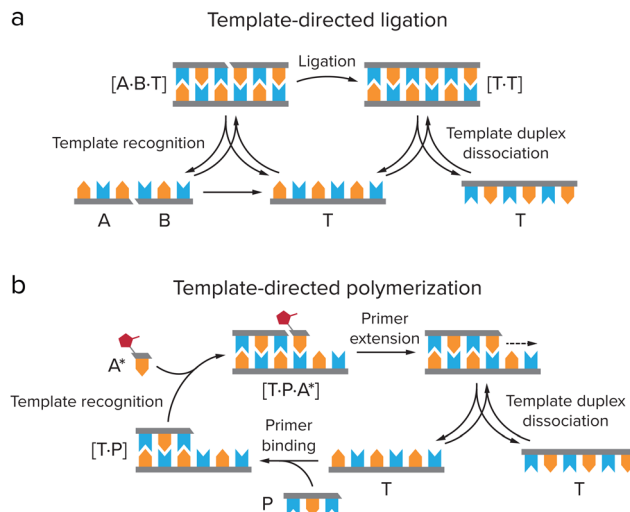 a
Template-directed ligation
[A·B·T]
Ligation
[T·T]
Template recognition
Template duplex
dissociation
A
B
T
T
b
Template-directed polymerization
A*
Primer
extension
[T·P·A*]
Template recognition
Template duplex
dissociation
[T·P]
Primer
binding
T
T
P